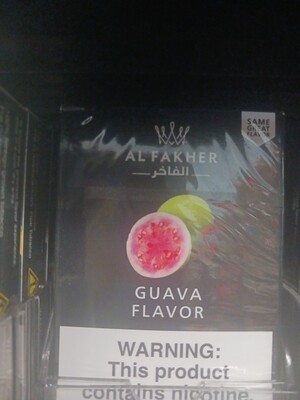 SAME
GREAT
FLAVOR
AL FAKHER
الفاخر
GUAVA
FLAVOR
WARNING:
This product
contains nicotine.